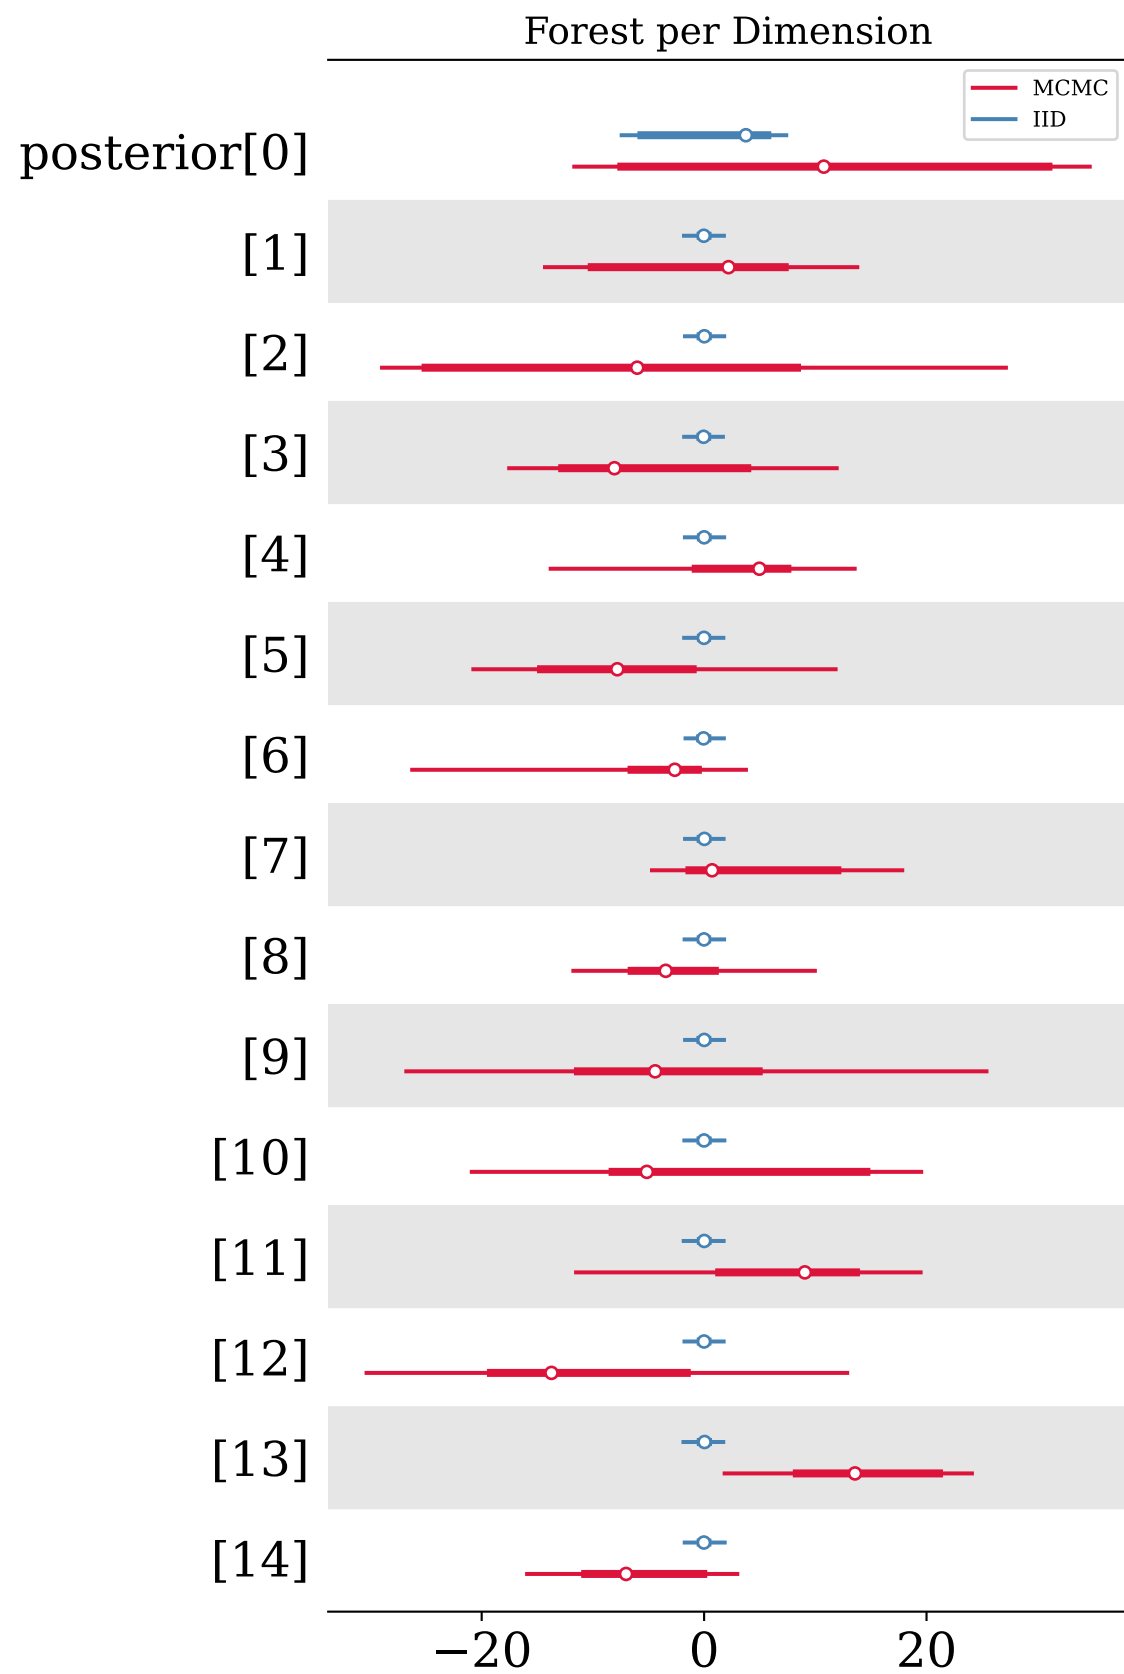 Forest per Dimension
MCMC
IID
posterior[0]
[1]
[2]
[3]
[4]
[5]
[6]
[7]
[8]
[9]
[10]
[11]
[12]
[13]
[14]
−20 0 20